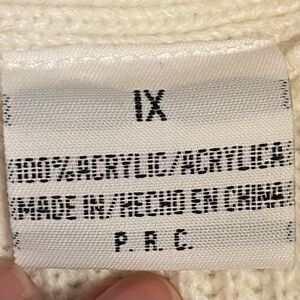 1X
100% ACRYLIC/ACRYLICA
MADE IN/HECHO EN CHINA
P. R. C.